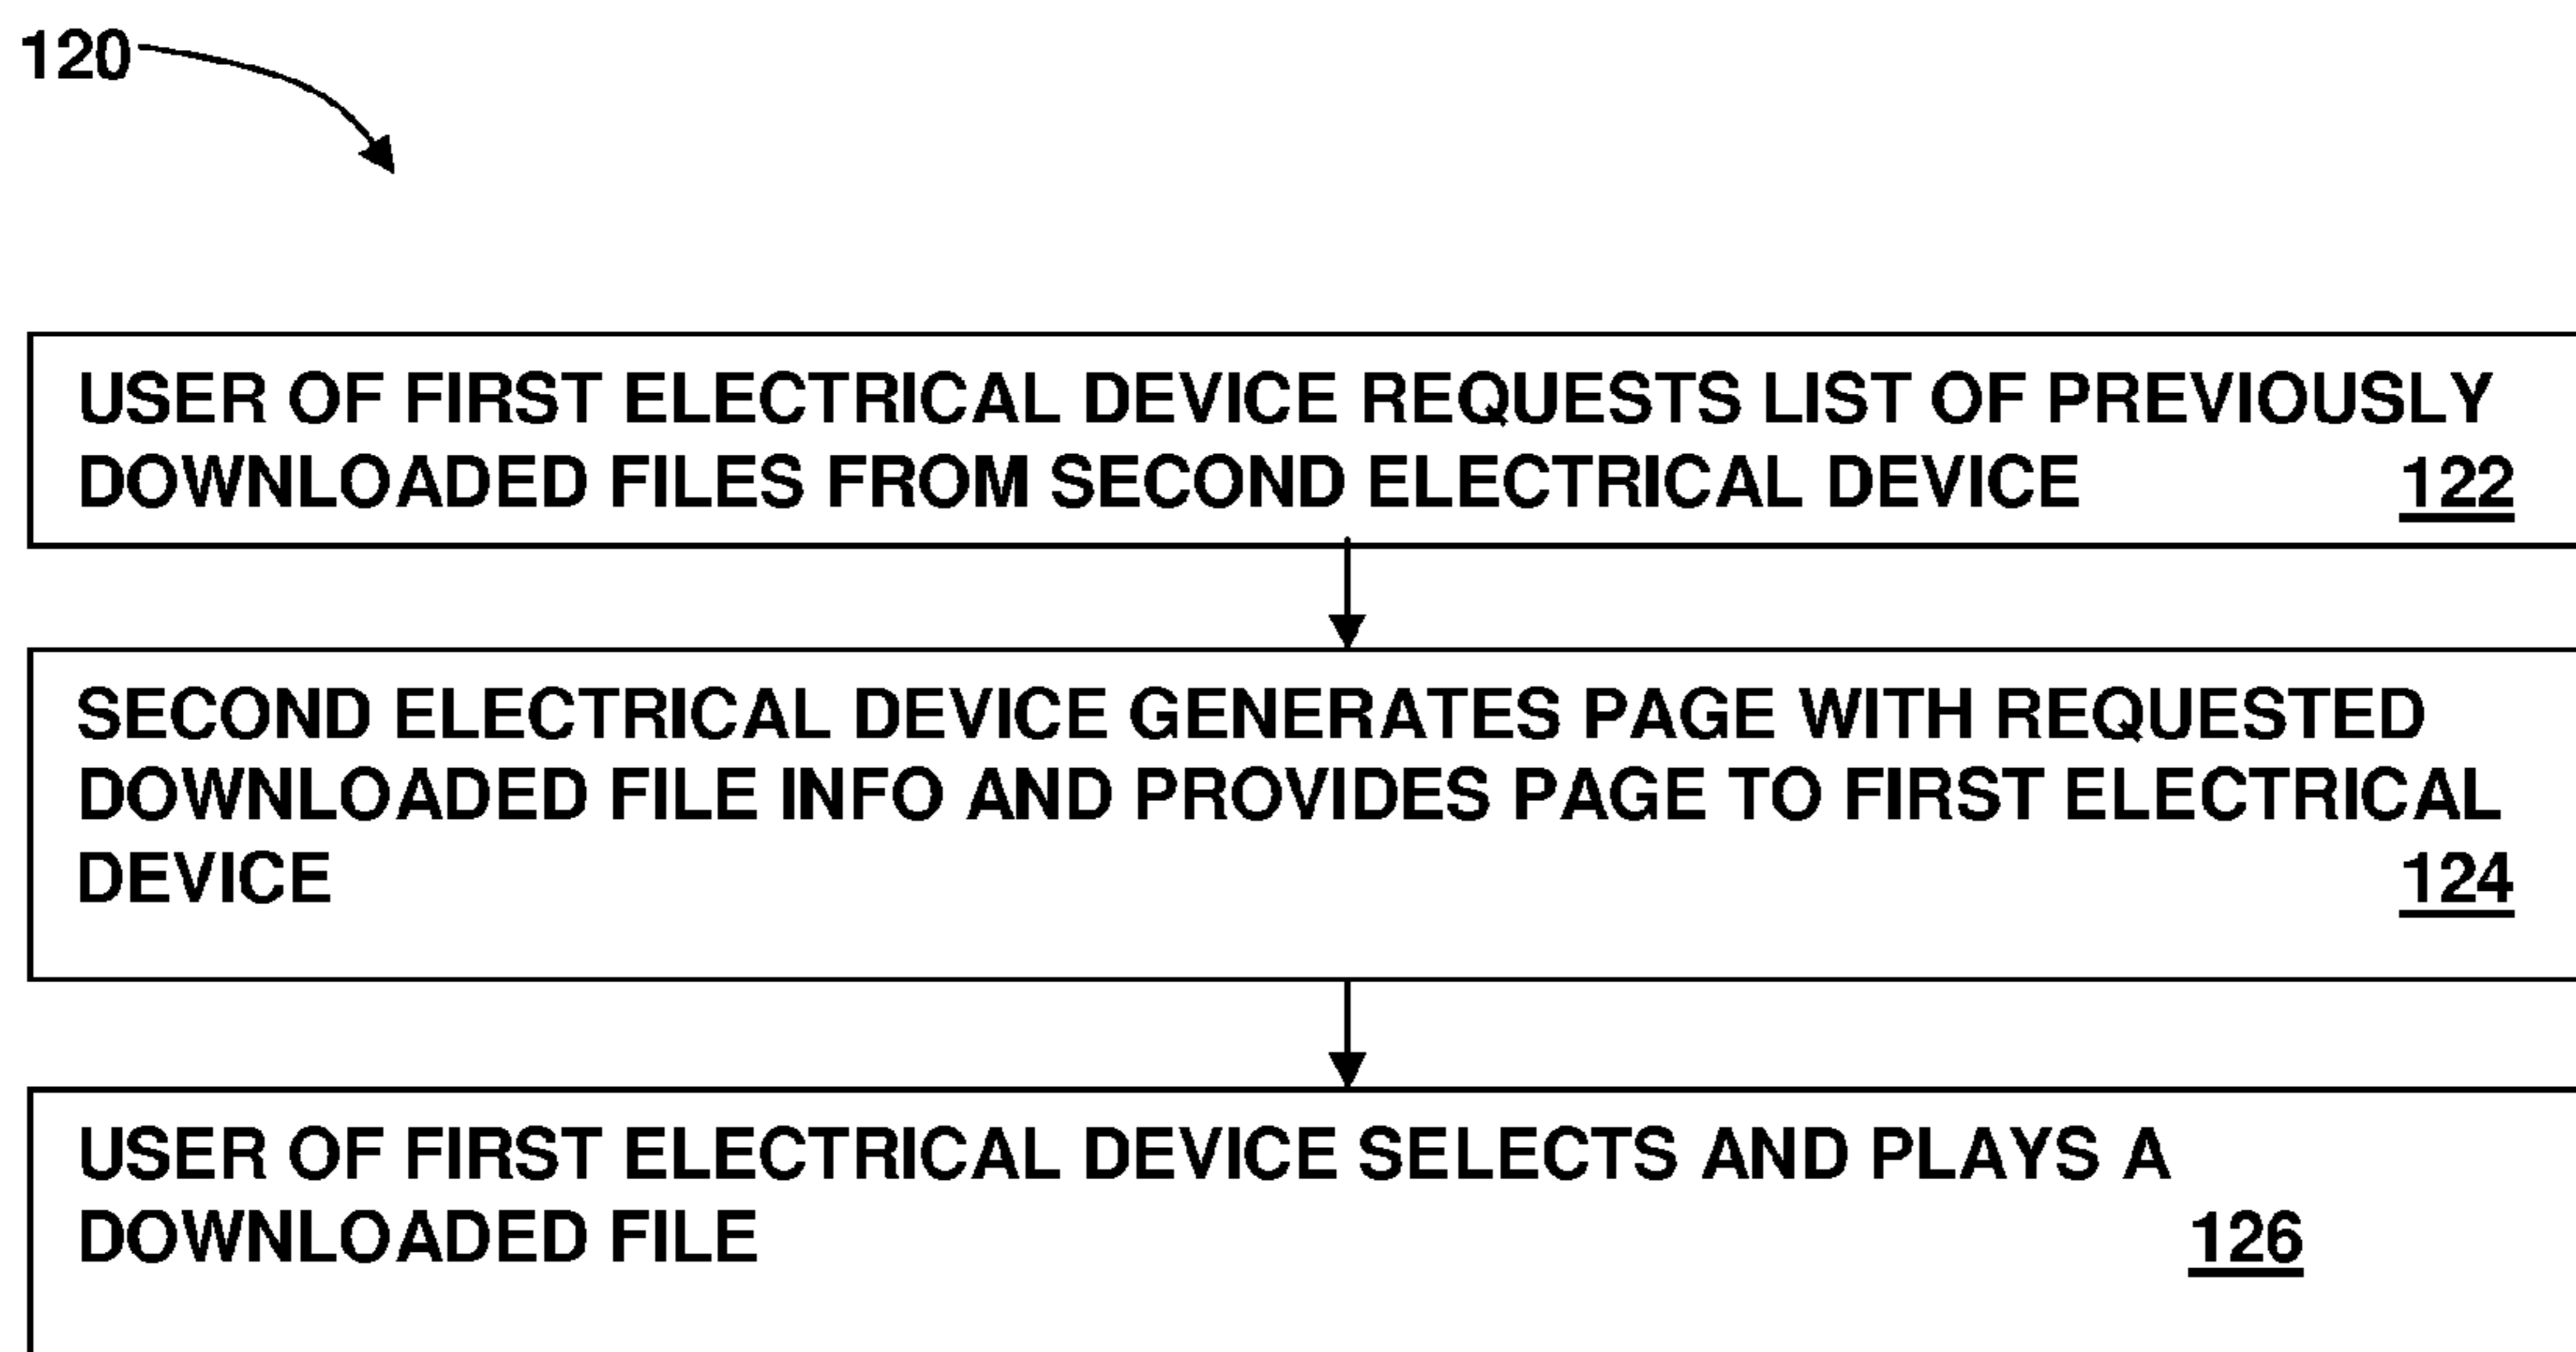 120
USER OF FIRST ELECTRICAL DEVICE REQUESTS LIST OF PREVIOUSLY
DOWNLOADED FILES FROM SECOND ELECTRICAL DEVICE 122
SECOND ELECTRICAL DEVICE GENERATES PAGE WITH REQUESTED
DOWNLOADED FILE INFO AND PROVIDES PAGE TO FIRST ELECTRICAL
DEVICE 124
USER OF FIRST ELECTRICAL DEVICE SELECTS AND PLAYS A
DOWNLOADED FILE 126